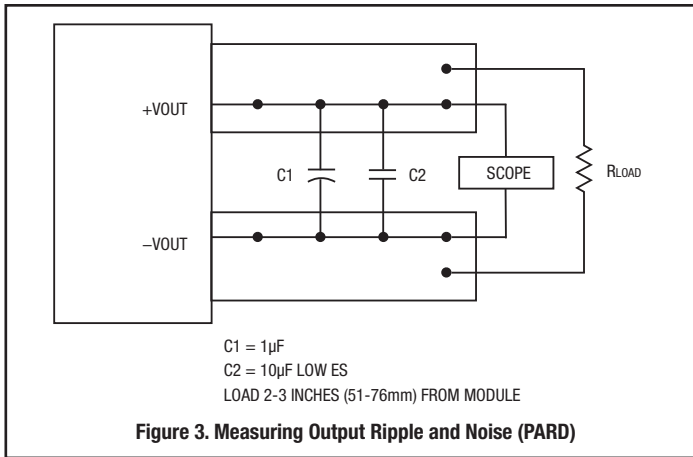 +VOUT
C1
C2
SCOPE
RLOAD
−VOUT
C1 = 1µF
C2 = 10µF LOW ES
LOAD 2-3 INCHES (51-76mm) FROM MODULE
Figure 3. Measuring Output Ripple and Noise (PARD)